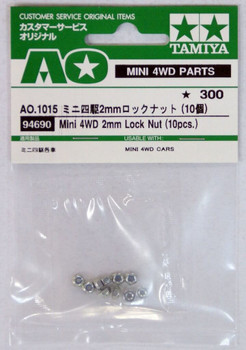 CUSTOMER SERVICE ORIGINAL ITEMS
カスタマーサービス
オリジナル
TAMIYA
AO
MINI 4WD PARTS
★ 300
AO.1015 ミニ四駆2mmロックナット (10個)
94690 Mini 4WD 2mm Lock Nut (10pcs.)
USABLE WITH
ミニ四駆各車
MINI 4WD CARS